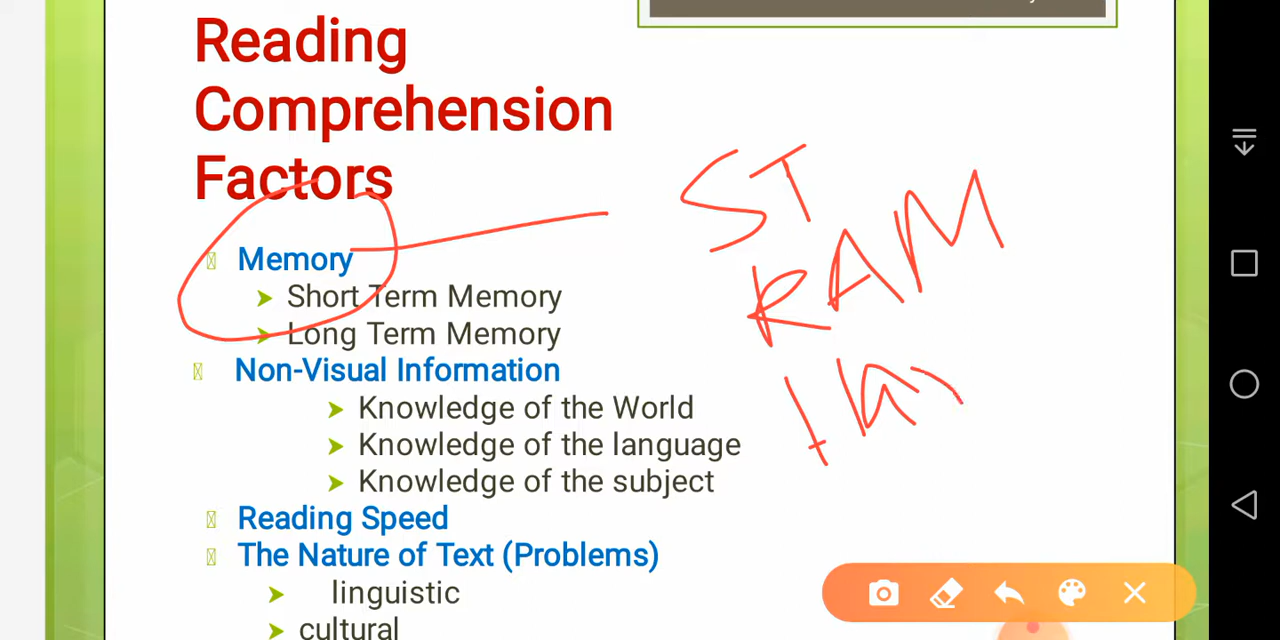 Reading
Comprehension
Factors
Memory
Short Term Memory
Long Term Memory
Non-Visual Information
Knowledge of the World
Knowledge of the language
Knowledge of the subject
Reading Speed
The Nature of Text (Problems)
linguistic
cultural
ST
RAM